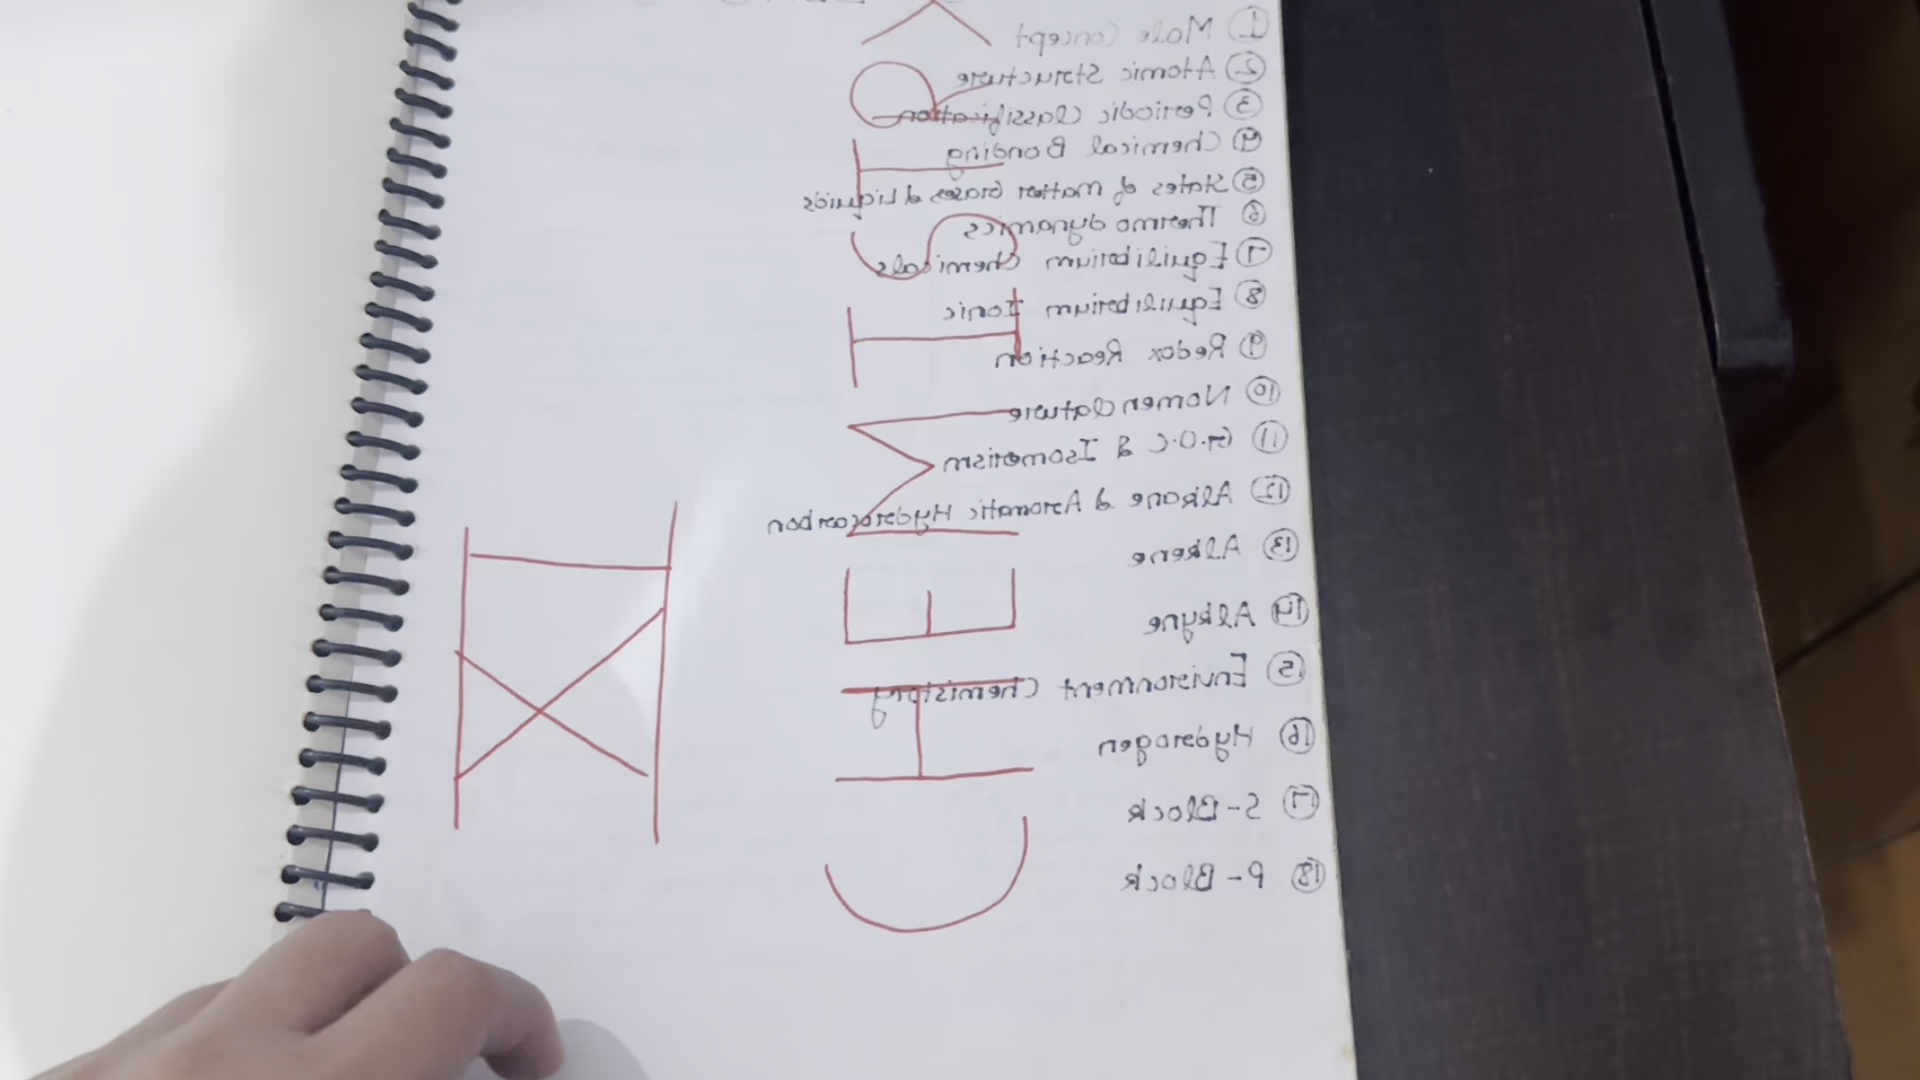 XI
CHEMISTRY
① Mole Concept
② Atomic Structure
③ Periodic Classification
④ Chemical Bonding
⑤ States of matter Gases & Liquids
⑥ Thermodynamics
⑦ Equilibrium Chemicals
⑧ Equilibrium Ionic
⑨ Redox Reaction
⑩ Nomenclature
⑪ G.O.C & Isomerism
⑫ Alkane & Aromatic Hydrocarbon
⑬ Alkene
⑭ Alkyne
⑮ Environment Chemistry
⑯ Hydrogen
⑰ S-Block
⑱ P-Block